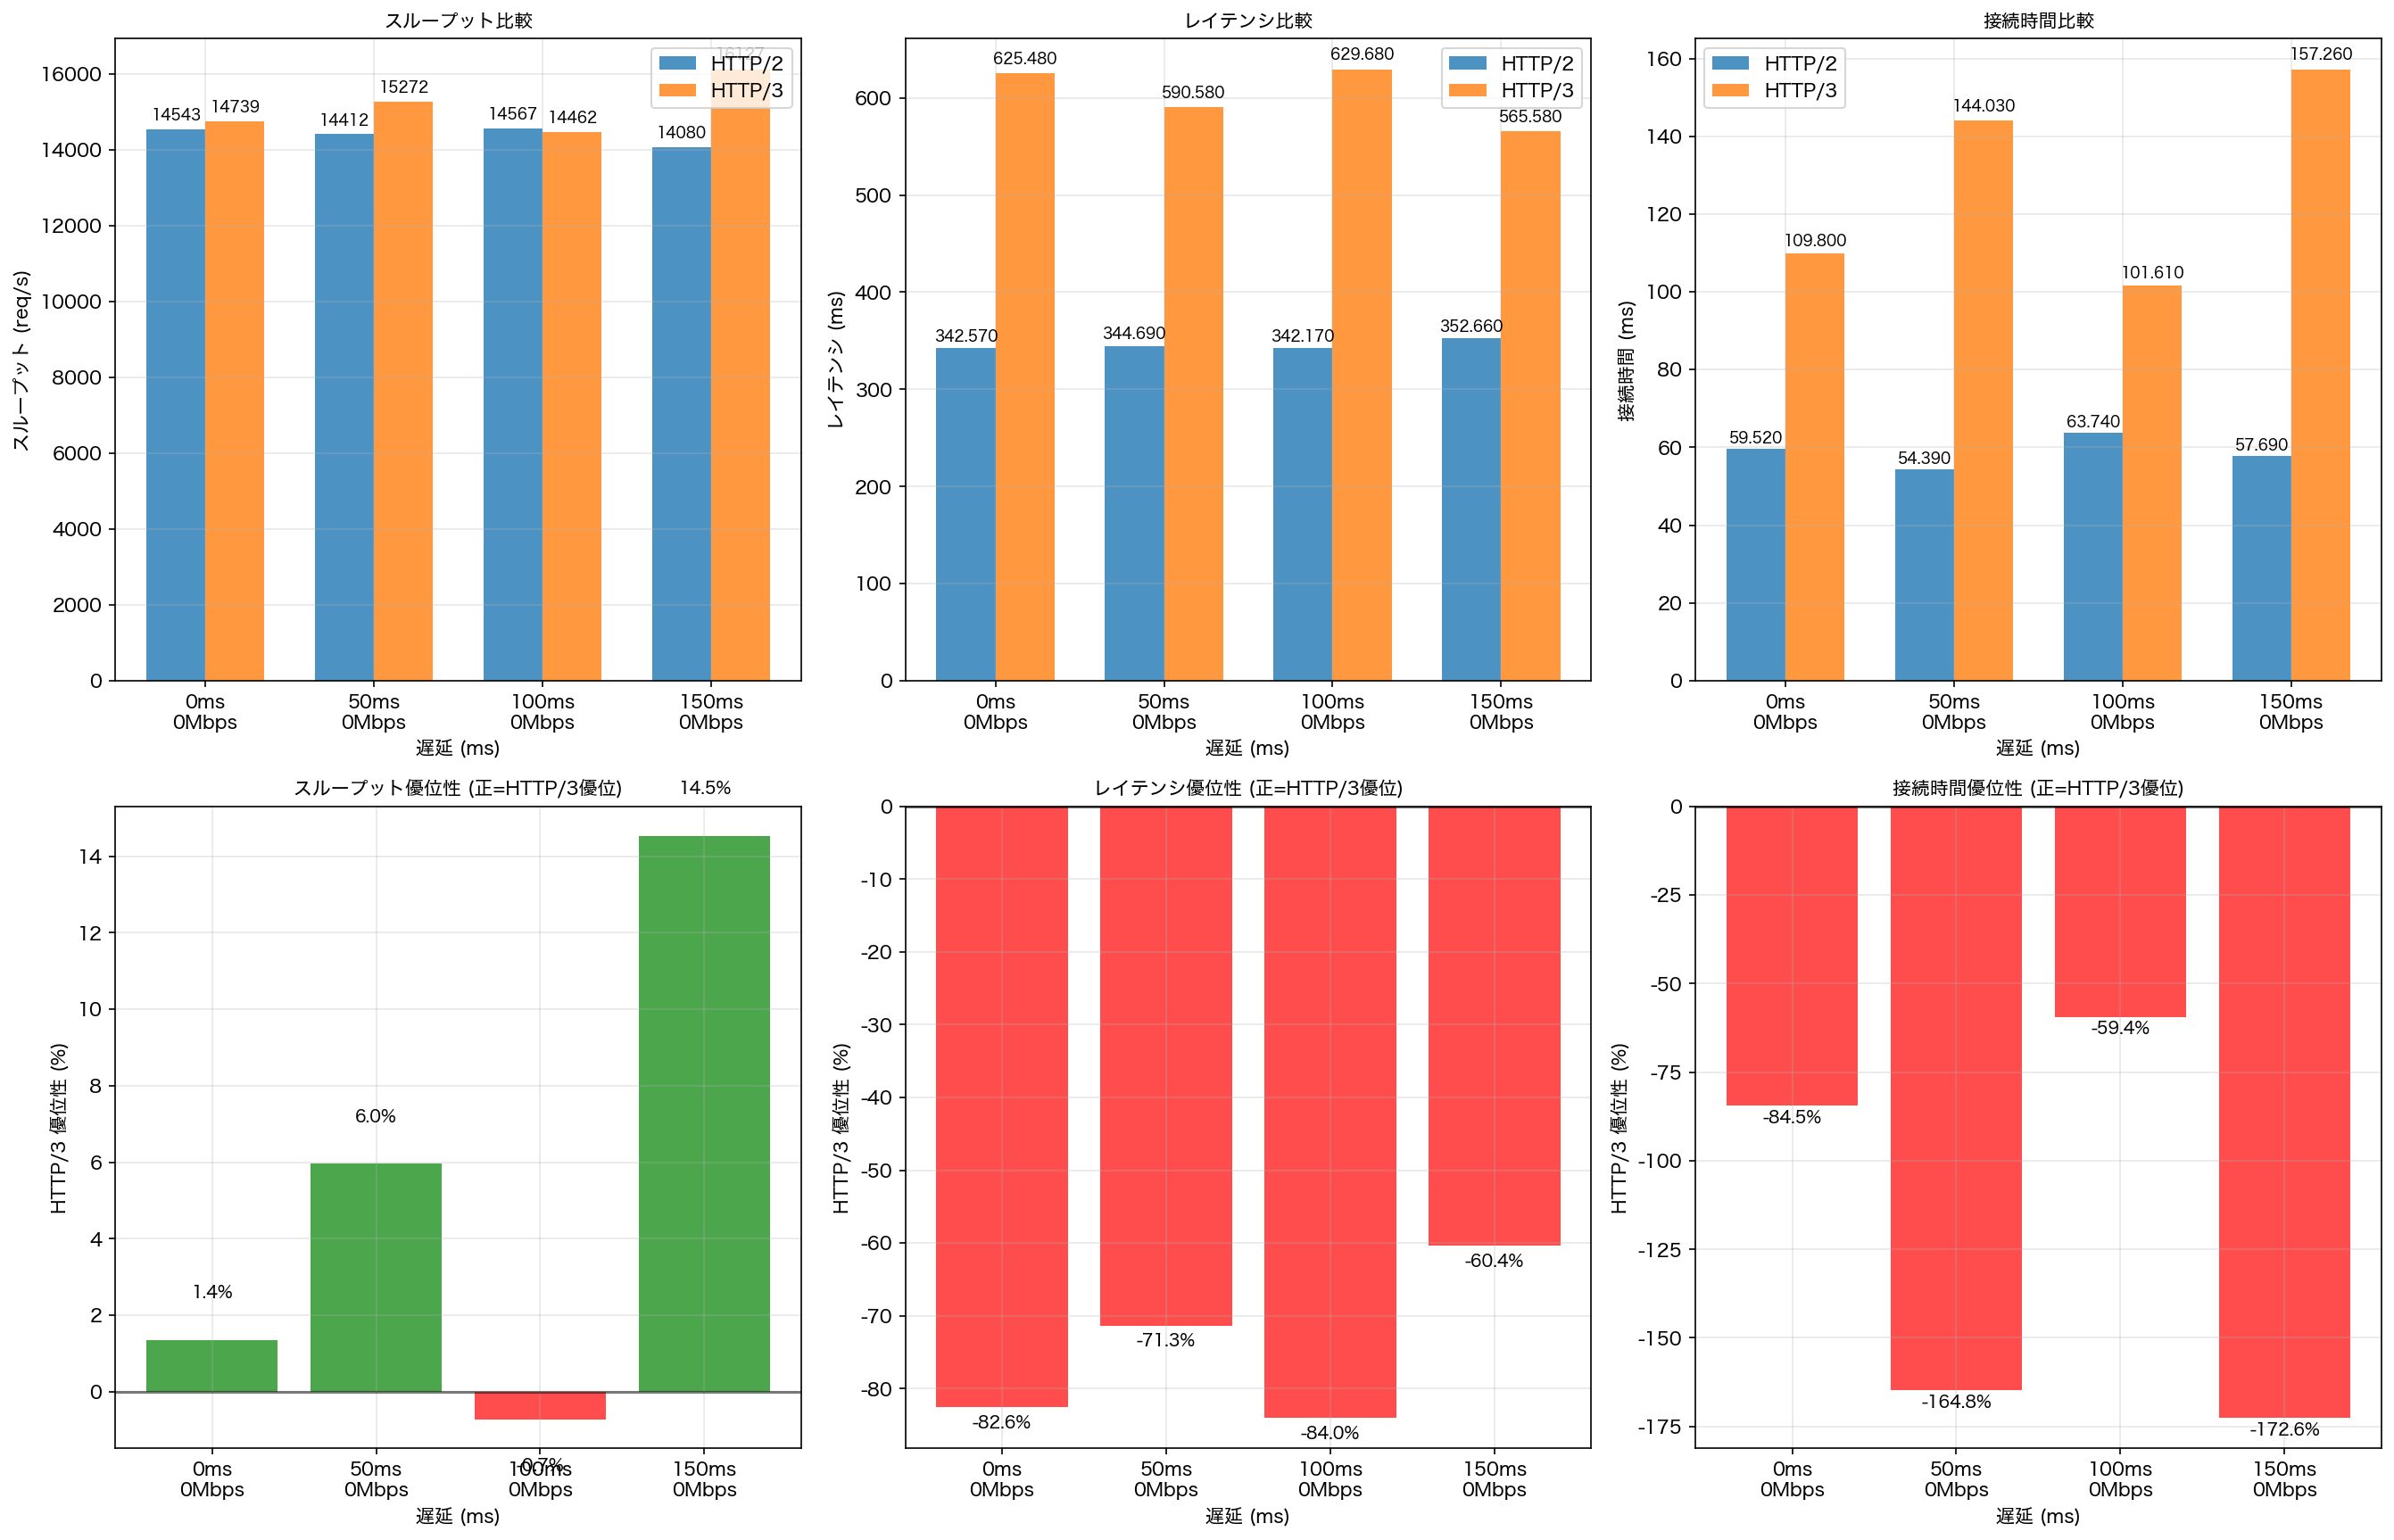 スループット比較
スループット (req/s)
16000
14000
12000
10000
8000
6000
4000
2000
0
14543
14739
14412
15272
14567
14462
14080
16127
HTTP/2
HTTP/3
0ms
0Mbps
50ms
0Mbps
100ms
0Mbps
150ms
0Mbps
遅延 (ms)
レイテンシ比較
レイテンシ (ms)
600
500
400
300
200
100
0
342.570
625.480
344.690
590.580
342.170
629.680
352.660
565.580
HTTP/2
HTTP/3
0ms
0Mbps
50ms
0Mbps
100ms
0Mbps
150ms
0Mbps
遅延 (ms)
接続時間比較
接続時間 (ms)
160
140
120
100
80
60
40
20
0
HTTP/2
HTTP/3
59.520
109.800
54.390
144.030
63.740
101.610
57.690
157.260
0ms
0Mbps
50ms
0Mbps
100ms
0Mbps
150ms
0Mbps
遅延 (ms)
スループット優位性 (正=HTTP/3優位)
HTTP/3 優位性 (%)
14
12
10
8
6
4
2
0
1.4%
6.0%
-0.7%
14.5%
0ms
0Mbps
50ms
0Mbps
100ms
0Mbps
150ms
0Mbps
遅延 (ms)
レイテンシ優位性 (正=HTTP/3優位)
HTTP/3 優位性 (%)
0
-10
-20
-30
-40
-50
-60
-70
-80
-82.6%
-71.3%
-84.0%
-60.4%
0ms
0Mbps
50ms
0Mbps
100ms
0Mbps
150ms
0Mbps
遅延 (ms)
接続時間優位性 (正=HTTP/3優位)
HTTP/3 優位性 (%)
0
-25
-50
-75
-100
-125
-150
-175
-84.5%
-164.8%
-59.4%
-172.6%
0ms
0Mbps
50ms
0Mbps
100ms
0Mbps
150ms
0Mbps
遅延 (ms)